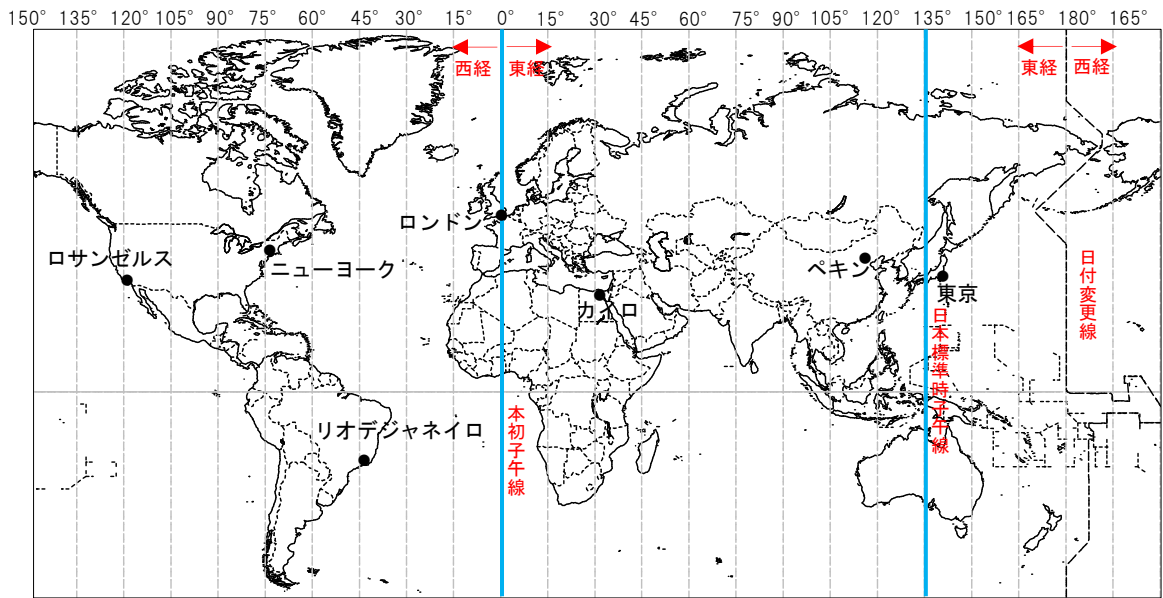 150° 135° 120° 105° 90° 75° 60° 45° 30° 15° 0° 15° 30° 45° 60° 75° 90° 105° 120° 135° 150° 165° 180° 165°
西経 東経 東経 西経
ロンドン
ロサンゼルス
ニューヨーク
ペキン
カイロ
東京
日付変更線
日本標準時子午線
本初子午線
リオデジャネイロ